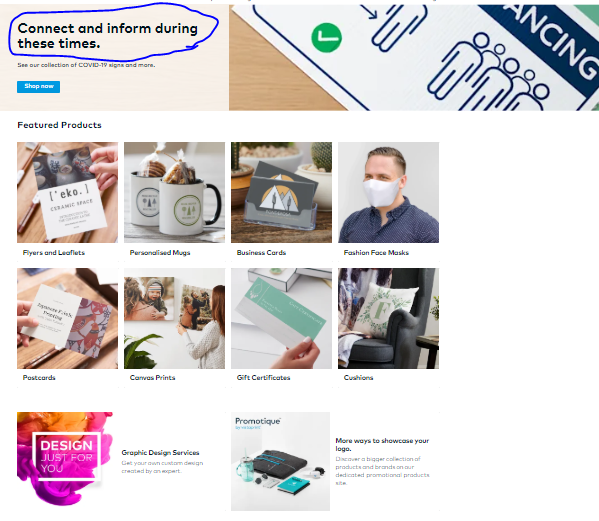 Connect and inform during
these times.
See our collection of COVID-19 signs and more.
Shop now
ANCING
Featured Products
['eko.]
CERAMIC SPACE
Flyers and Leaflets
Personalised Mugs
Business Cards
Fashion Face Masks
Postcards
Canvas Prints
Gift Certificates
Cushions
DESIGN
JUST FOR
YOU
Graphic Design Services
Get your own custom design
created by an expert.
Promotique
More ways to showcase your
logo.
Discover a bigger collection of
products and brands on our
dedicated promotional products
site.